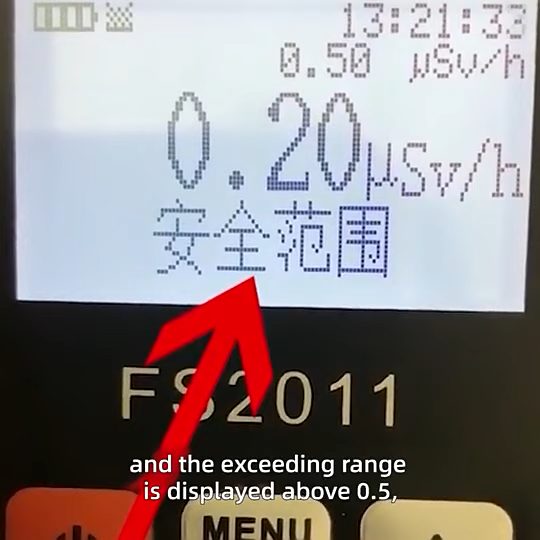 13:21:33
0.50 μSv/h
0.20μSv/h
安全范围
FS2011
and the exceeding range
is displayed above 0.5,
MENU